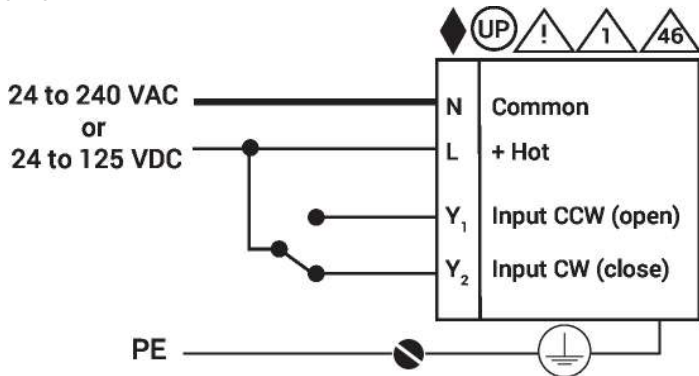 UP ! 1 46
24 to 240 VAC
or
24 to 125 VDC
N Common
L + Hot
Y₁ Input CCW (open)
Y₂ Input CW (close)
PE